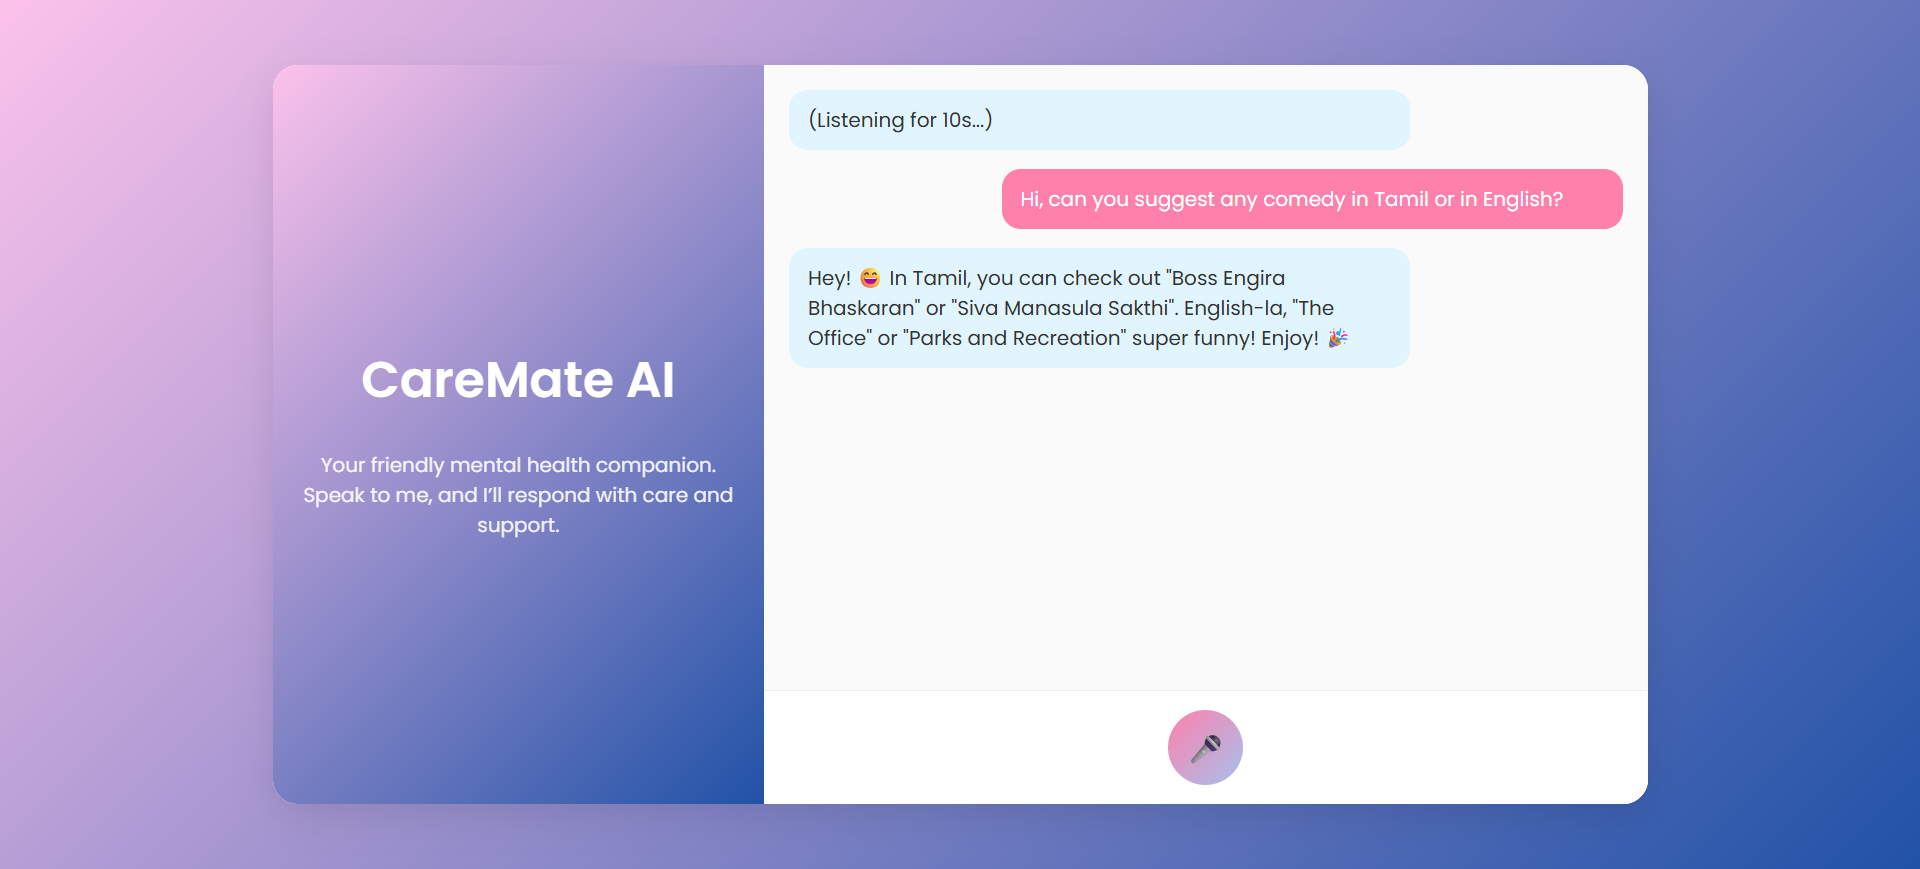 CareMate AI
Your friendly mental health companion.
Speak to me, and I’ll respond with care and
support.
(Listening for 10s...)
Hi, can you suggest any comedy in Tamil or in English?
Hey! 😄 In Tamil, you can check out "Boss Engira
Bhaskaran" or "Siva Manasula Sakthi". English-la, "The
Office" or "Parks and Recreation" super funny! Enjoy! 🎉